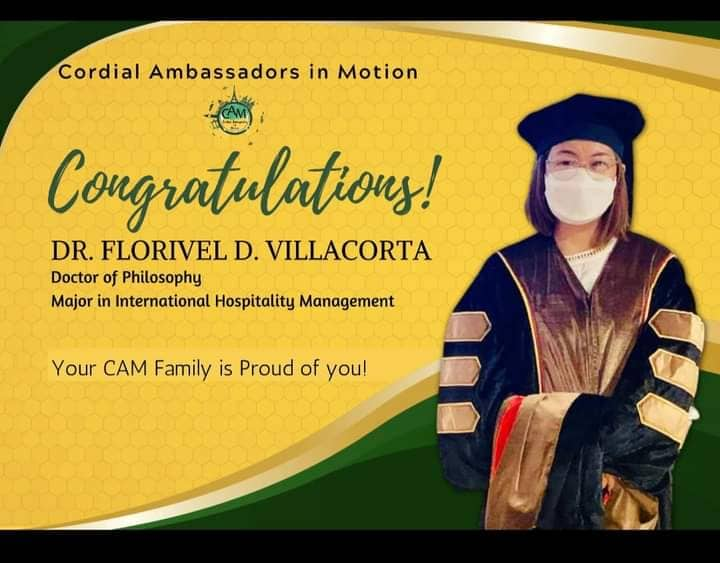 Cordial Ambassadors in Motion
CAM
Congratulations!
DR. FLORIVEL D. VILLACORTA
Doctor of Philosophy
Major in International Hospitality Management
Your CAM Family is Proud of you!